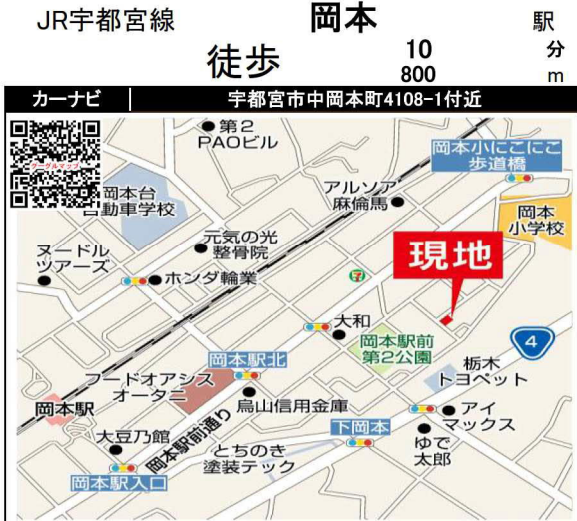 JR宇都宮線 岡本 駅
徒歩 10 分
800 m
カーナビ 宇都宮市中岡本町4108-1付近
グーグルマップ
第2
PAOビル
岡本小にこにこ
歩道橋
岡本台
自動車学校
アルソア
麻倫馬
岡本
小学校
元気の光
整骨院
ヌードル
ツアーズ
ホンダ輪業
現地
7
大和
岡本駅前
第2公園
4
岡本駅北
栃木
トヨペット
フードオアシス
オータニ
岡本駅
烏山信用金庫
アイ
マックス
下岡本
大豆乃館
岡本駅前通り
とちのき
塗装テック
ゆで
太郎
岡本駅入口